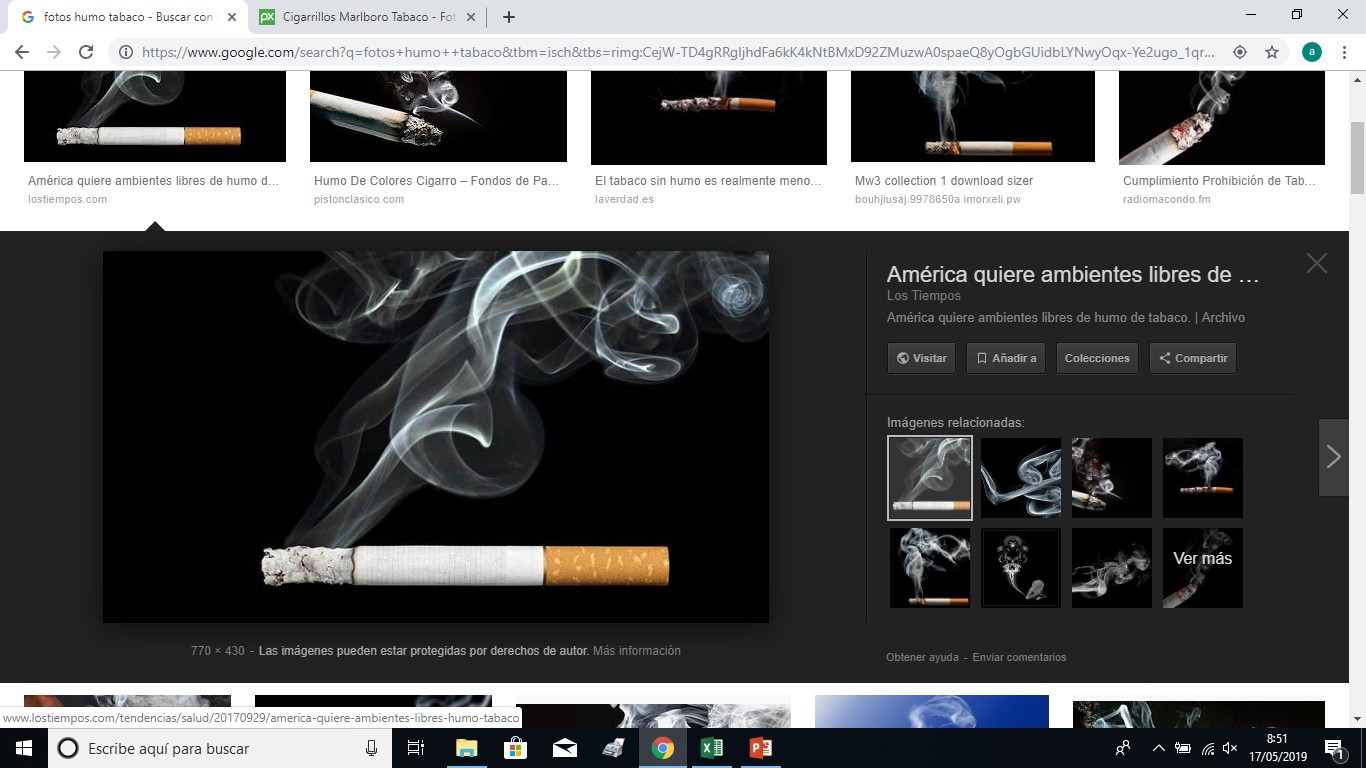 fotos humo tabaco - Buscar con
Cigarrillos Marlboro Tabaco - Fot
https://www.google.com/search?q=fotos+humo++tabaco&tbm=isch&tbs=rimg:CejW-TD4gRRgIjhdFa6kK4kNtBMxD92ZMuzwA0spaeQ8yOgbGUidbLYNwyOqx-Ye2ugo_1qr...
a
América quiere ambientes libres de humo d...
lostiempos.com
Humo De Colores Cigarro – Fondos de Pa...
pistonclasico.com
El tabaco sin humo es realmente meno...
laverdad.es
Mw3 collection 1 download sizer
bouhjiusaj.9978650a.imorxeli.pw
Cumplimiento Prohibición de Tab...
radiomacondo.fm
América quiere ambientes libres de ...
Los Tiempos
América quiere ambientes libres de humo de tabaco. | Archivo
Visitar
Añadir a
Colecciones
Compartir
Imágenes relacionadas:
Ver más
770 × 430 - Las imágenes pueden estar protegidas por derechos de autor. Más información
Obtener ayuda - Enviar comentarios
www.lostiempos.com/tendencias/salud/20170929/america-quiere-ambientes-libres-humo-tabaco
Escribe aquí para buscar
8:51
17/05/2019
1